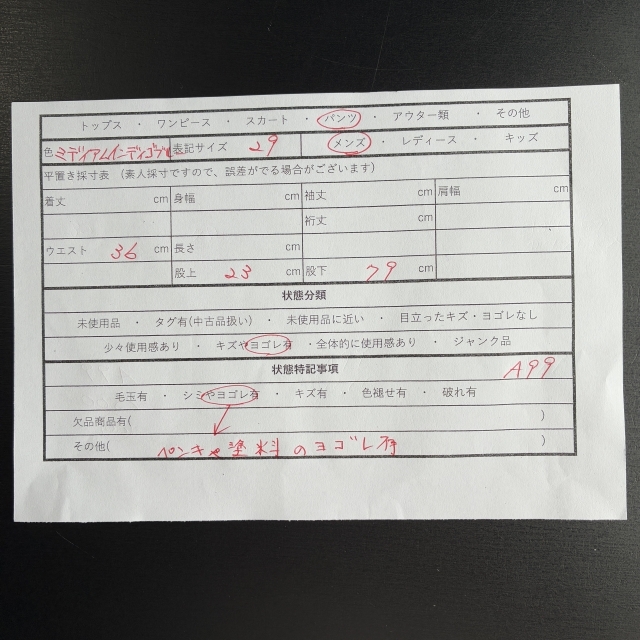 トップス ・ ワンピース ・ スカート ・ パンツ ・ アウター類 ・ その他
色 ミディアムインディゴブルー 表記サイズ 29 メンズ ・ レディース ・ キッズ
平置き採寸表 (素人採寸ですので、誤差がでる場合がございます)
着丈 cm 身幅 cm 袖丈 cm 肩幅 cm
裄丈 cm
ウエスト 36 cm 長さ cm
股上 23 cm 股下 79 cm
状態分類
未使用品 ・ タグ有(中古品扱い) ・ 未使用品に近い ・ 目立ったキズ・ヨゴレなし
少々使用感あり ・ キズやヨゴレ有 ・全体的に使用感あり ・ ジャンク品
状態特記事項 A99
毛玉有 ・ シミやヨゴレ有 ・ キズ有 ・ 色褪せ有 ・ 破れ有
欠品商品有( )
その他( ペンキや塗料のヨゴレ有 )